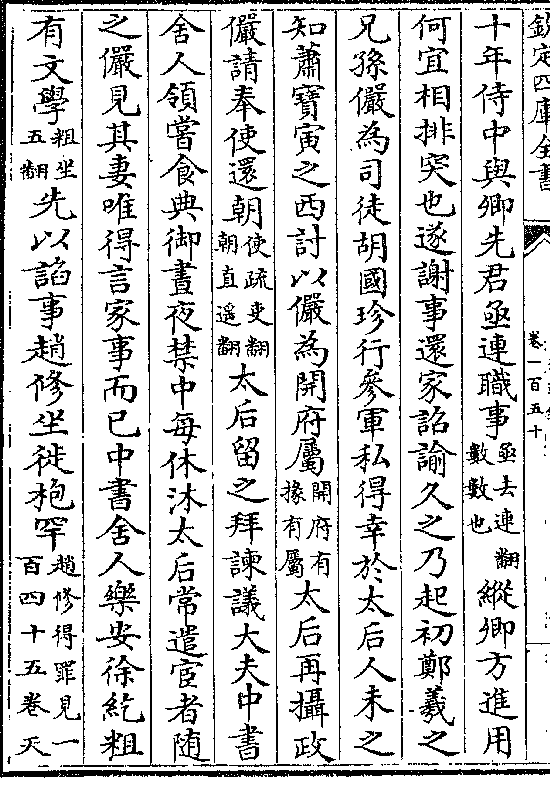 欽定四庫全書
卷一百五十
十年侍中與卿先君亟連職事亟去翻連數數也縱卿方進用
何宜相排突也遂謝事還家詔諭久之乃起初鄭羲之
兄孫儼為司徒胡國珍行參軍私得幸於太后人未之
知蕭寶寅之西討以儼為開府屬開府有掾有屬太后再攝政
儼請奉使還朝使疏吏翻朝直遥翻太后留之拜諫議大夫中書
舍人領嘗食典御晝夜禁中每休沐太后常遣宦者隨
之儼見其妻唯得言家事而已中書舍人樂安徐紇粗
有文學粗坐五翻先以諂事趙修坐徙枹罕趙修得罪見一百四十五卷天